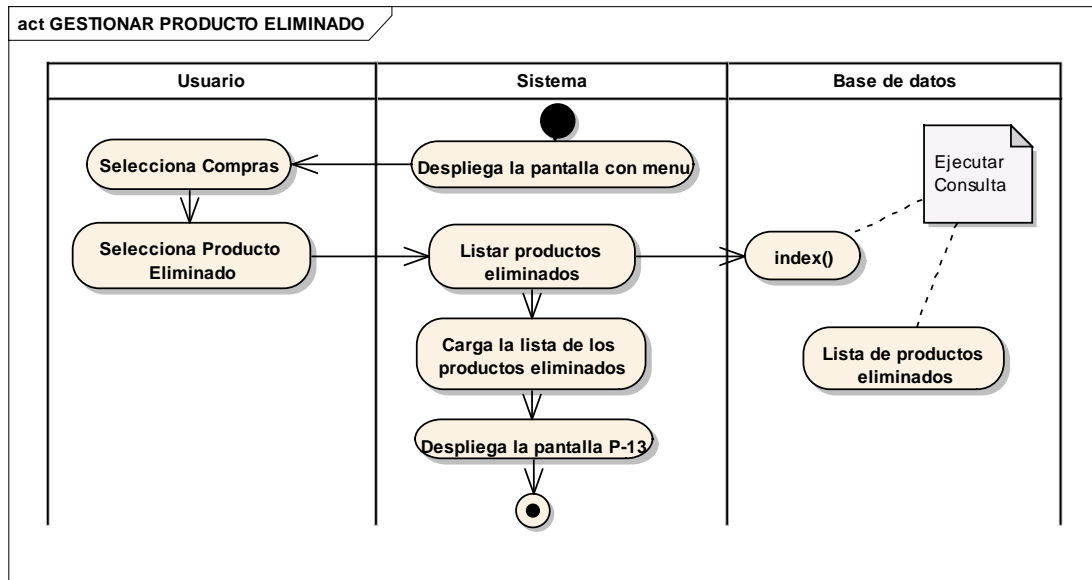 act GESTIONAR PRODUCTO ELIMINADO
Usuario
Sistema
Base de datos
Selecciona Compras
Despliega la pantalla con menu
Ejecutar
Consulta
Selecciona Producto
Eliminado
Listar productos
eliminados
index()
Carga la lista de los
productos eliminados
Lista de productos
eliminados
Despliega la pantalla P-13